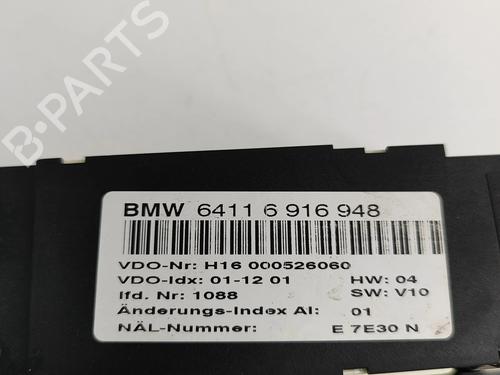 B-PARTS
BMW 6411 6 916 948
VDO-Nr: H16 000526060
VDO-Idx: 01-12 01 HW: 04
lfd. Nr: 1088 SW: V10
Änderungs-Index AI: 01
NÄL-Nummer: E 7E30 N